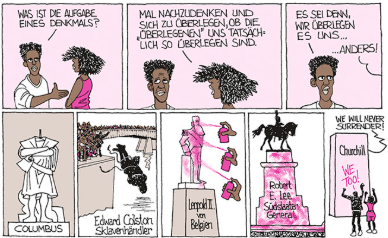 WAS IST DIE AUFGABE
EINES DENKMALS?
MAL NACHZUDENKEN UND
SICH ZU ÜBERLEGEN, OB DIE
"ÜBERLEGENEN" UNS TATSÄCH-
LICH SO ÜBERLEGEN SIND.
ES SEI DENN,
WIR ÜBERLEGEN
ES UNS...
...ANDERS!
COLUMBUS
Edward Colston
Sklavenhändler
Leopold II.
von
Belgien
Robert
E. Lee
Südstaaten
General
WE WILL NEVER
SURRENDER!
Churchill
WE
TOO!